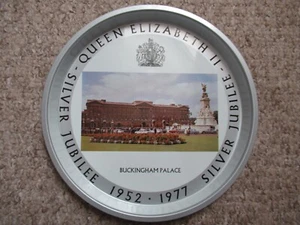 · QUEEN ELIZABETH II ·
SILVER JUBILEE
1952 · 1977
SILVER JUBILEE
BUCKINGHAM PALACE